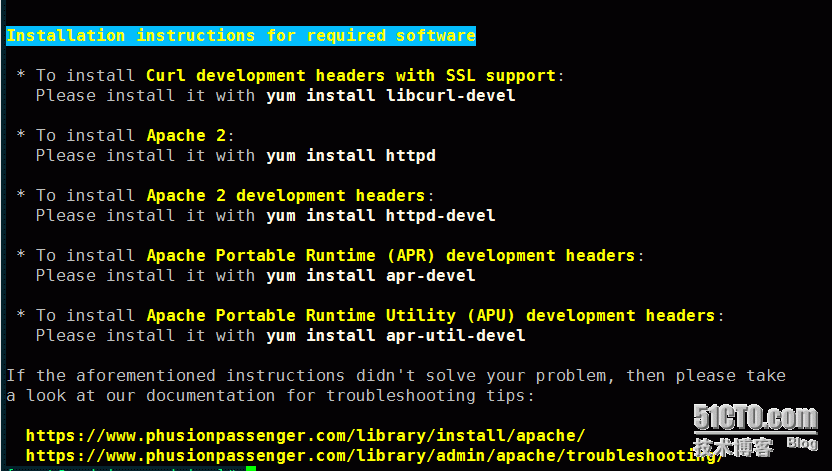 Installation instructions for required software
* To install Curl development headers with SSL support:
Please install it with yum install libcurl-devel
* To install Apache 2:
Please install it with yum install httpd
* To install Apache 2 development headers:
Please install it with yum install httpd-devel
* To install Apache Portable Runtime (APR) development headers:
Please install it with yum install apr-devel
* To install Apache Portable Runtime Utility (APU) development headers:
Please install it with yum install apr-util-devel
If the aforementioned instructions didn't solve your problem, then please take
a look at our documentation for troubleshooting tips:
https://www.phusionpassenger.com/library/install/apache/
https://www.phusionpassenger.com/library/admin/apache/troubleshooting/
51CTO.com
技术博客 Blog